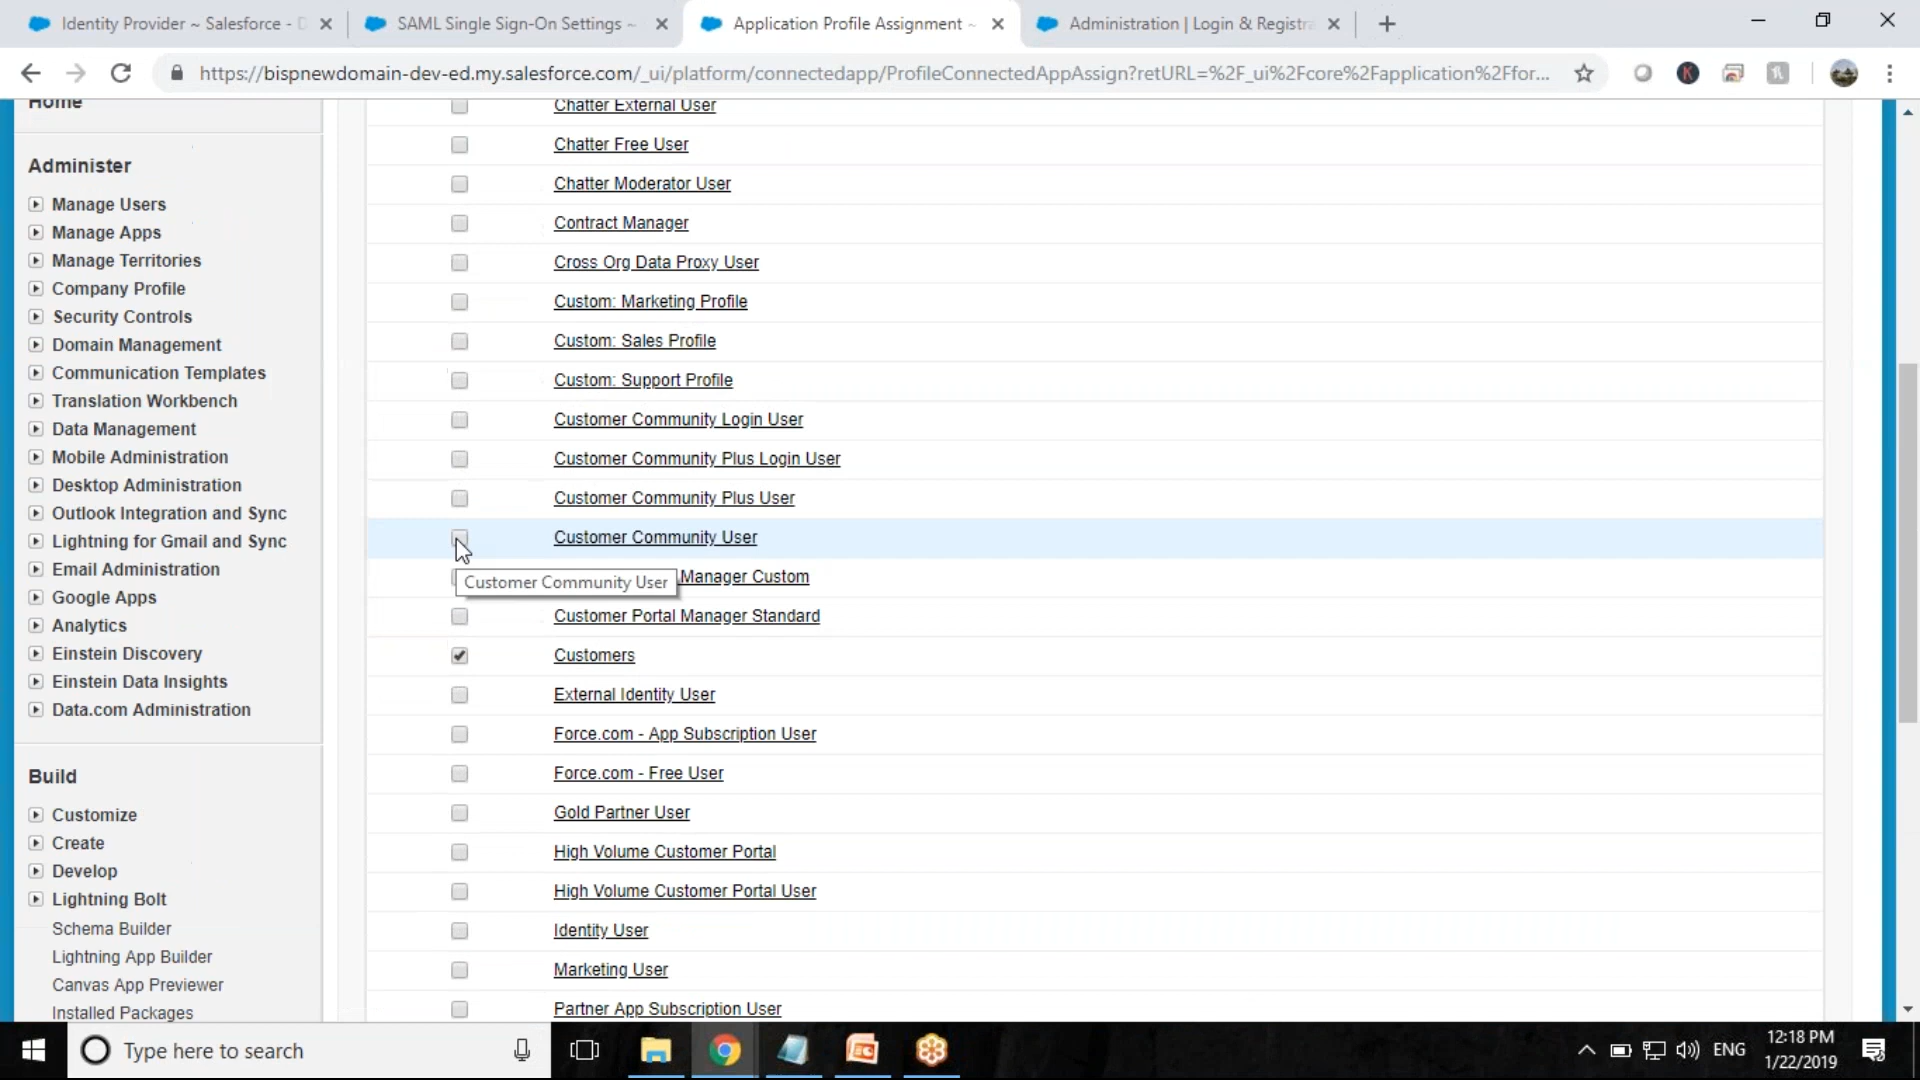 Identity Provider ~ Salesforce - D
SAML Single Sign-On Settings ~
Application Profile Assignment ~
Administration | Login & Registra
https://bispnewdomain-dev-ed.my.salesforce.com/_ui/platform/connectedapp/ProfileConnectedAppAssign?retURL=%2F_ui%2Fcore%2Fapplication%2Ffor...
Home
Administer
Manage Users
Manage Apps
Manage Territories
Company Profile
Security Controls
Domain Management
Communication Templates
Translation Workbench
Data Management
Mobile Administration
Desktop Administration
Outlook Integration and Sync
Lightning for Gmail and Sync
Email Administration
Google Apps
Analytics
Einstein Discovery
Einstein Data Insights
Data.com Administration
Build
Customize
Create
Develop
Lightning Bolt
Schema Builder
Lightning App Builder
Canvas App Previewer
Installed Packages
Chatter External User
Chatter Free User
Chatter Moderator User
Contract Manager
Cross Org Data Proxy User
Custom: Marketing Profile
Custom: Sales Profile
Custom: Support Profile
Customer Community Login User
Customer Community Plus Login User
Customer Community Plus User
Customer Community User
Manager Custom
Customer Community User
Customer Portal Manager Standard
Customers
External Identity User
Force.com - App Subscription User
Force.com - Free User
Gold Partner User
High Volume Customer Portal
High Volume Customer Portal User
Identity User
Marketing User
Partner App Subscription User
Type here to search
ENG
12:18 PM
1/22/2019